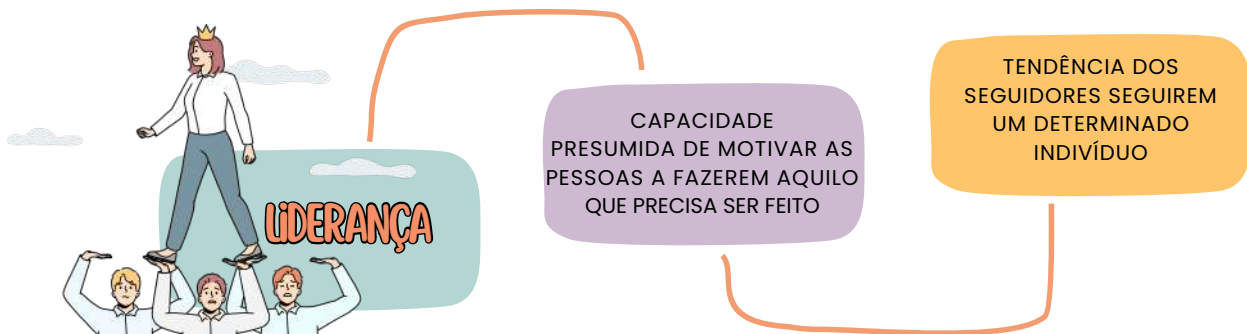 LiDERANÇA
CAPACIDADE
PRESUMIDA DE MOTIVAR AS
PESSOAS A FAZEREM AQUILO
QUE PRECISA SER FEITO
TENDÊNCIA DOS
SEGUIDORES SEGUIREM
UM DETERMINADO
INDIVÍDUO